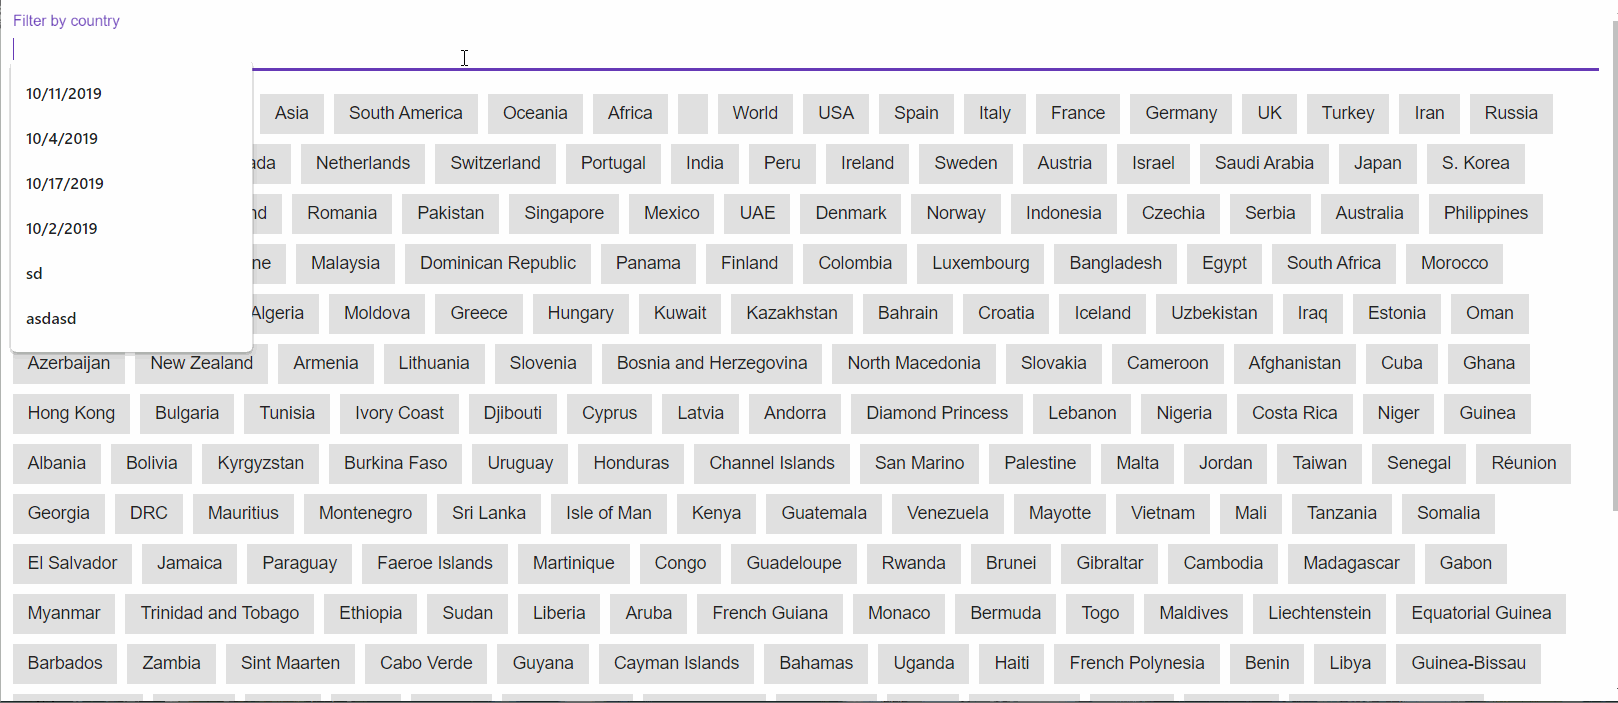 Filter by country
10/11/2019
10/4/2019
10/17/2019
10/2/2019
sd
asdasd
Asia South America Oceania Africa World USA Spain Italy France Germany UK Turkey Iran Russia
ada Netherlands Switzerland Portugal India Peru Ireland Sweden Austria Israel Saudi Arabia Japan S. Korea
nd Romania Pakistan Singapore Mexico UAE Denmark Norway Indonesia Czechia Serbia Australia Philippines
ne Malaysia Dominican Republic Panama Finland Colombia Luxembourg Bangladesh Egypt South Africa Morocco
Algeria Moldova Greece Hungary Kuwait Kazakhstan Bahrain Croatia Iceland Uzbekistan Iraq Estonia Oman
Azerbaijan New Zealand Armenia Lithuania Slovenia Bosnia and Herzegovina North Macedonia Slovakia Cameroon Afghanistan Cuba Ghana
Hong Kong Bulgaria Tunisia Ivory Coast Djibouti Cyprus Latvia Andorra Diamond Princess Lebanon Nigeria Costa Rica Niger Guinea
Albania Bolivia Kyrgyzstan Burkina Faso Uruguay Honduras Channel Islands San Marino Palestine Malta Jordan Taiwan Senegal Réunion
Georgia DRC Mauritius Montenegro Sri Lanka Isle of Man Kenya Guatemala Venezuela Mayotte Vietnam Mali Tanzania Somalia
El Salvador Jamaica Paraguay Faeroe Islands Martinique Congo Guadeloupe Rwanda Brunei Gibraltar Cambodia Madagascar Gabon
Myanmar Trinidad and Tobago Ethiopia Sudan Liberia Aruba French Guiana Monaco Bermuda Togo Maldives Liechtenstein Equatorial Guinea
Barbados Zambia Sint Maarten Cabo Verde Guyana Cayman Islands Bahamas Uganda Haiti French Polynesia Benin Libya Guinea-Bissau